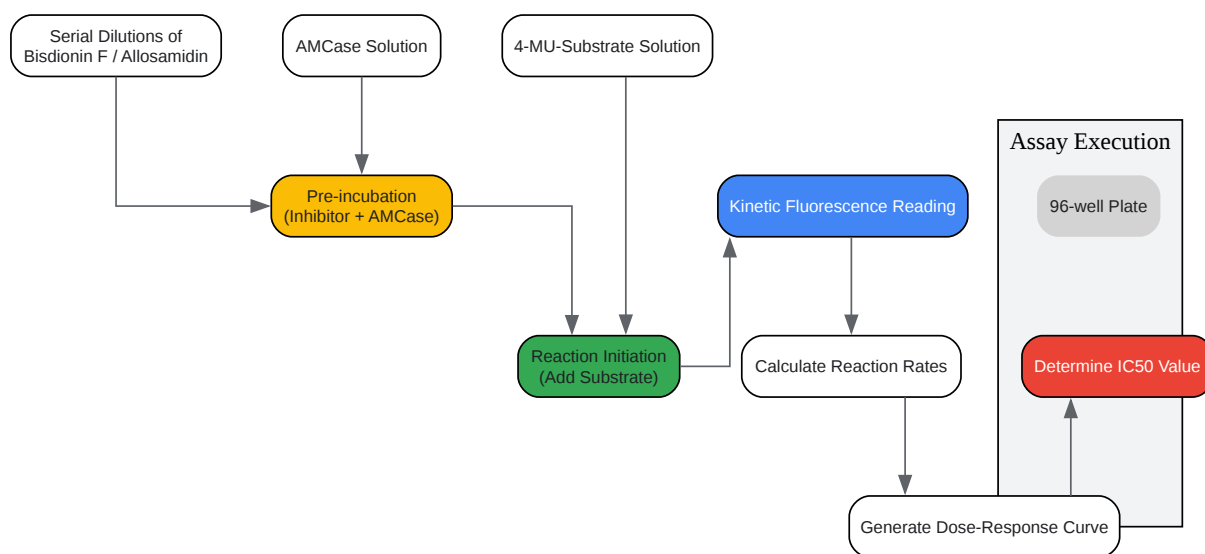 Serial Dilutions of
Bisdionin F / Allosamidin
AMCase Solution
4-MU-Substrate Solution
Assay Execution
Pre-incubation
(Inhibitor + AMCase)
Kinetic Fluorescence Reading
96-well Plate
Reaction Initiation
(Add Substrate)
Calculate Reaction Rates
Determine IC50 Value
Generate Dose-Response Curve